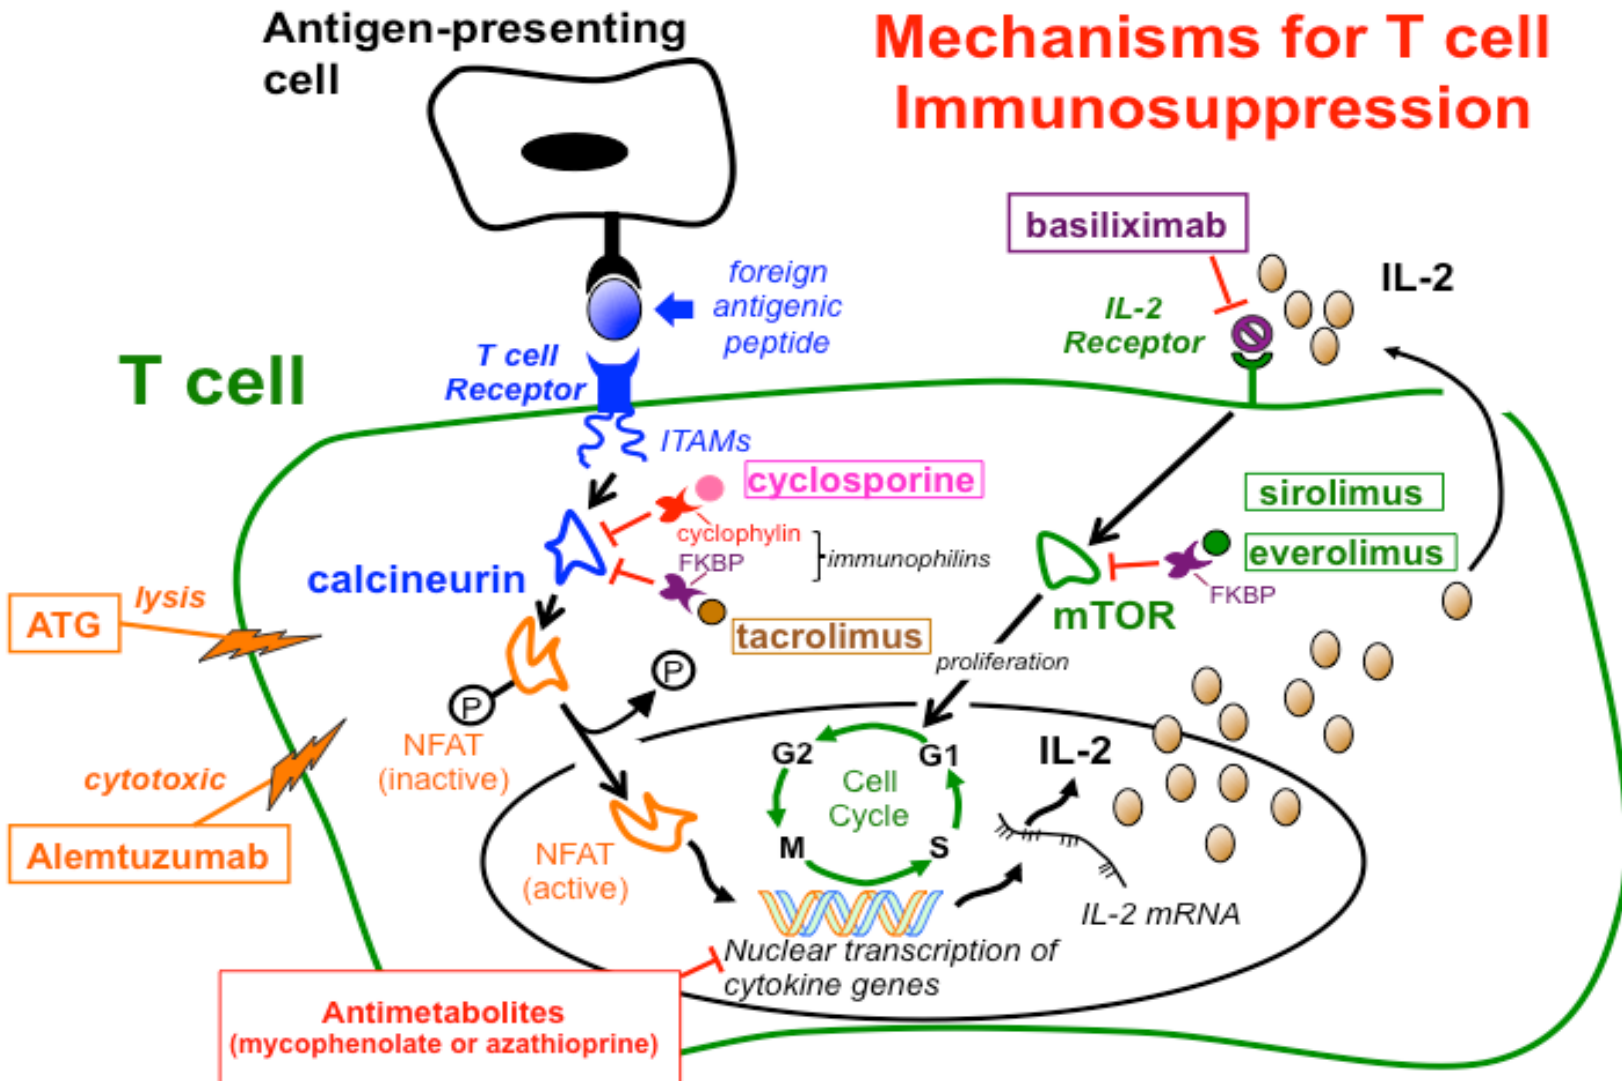 Antigen-presenting
cell
Mechanisms for T cell
Immunosuppression
basiliximab
IL-2
foreign
antigenic
peptide
IL-2
Receptor
T cell
T cell
Receptor
ITAMs
cyclosporine
sirolimus
cyclophylin
FKBP
immunophilins
everolimus
calcineurin
FKBP
lysis
ATG
mTOR
tacrolimus
proliferation
P
P
NFAT
(inactive)
G2
G1
IL-2
Cell
Cycle
cytotoxic
Alemtuzumab
M
S
NFAT
(active)
IL-2 mRNA
Nuclear transcription of
cytokine genes
Antimetabolites
(mycophenolate or azathioprine)